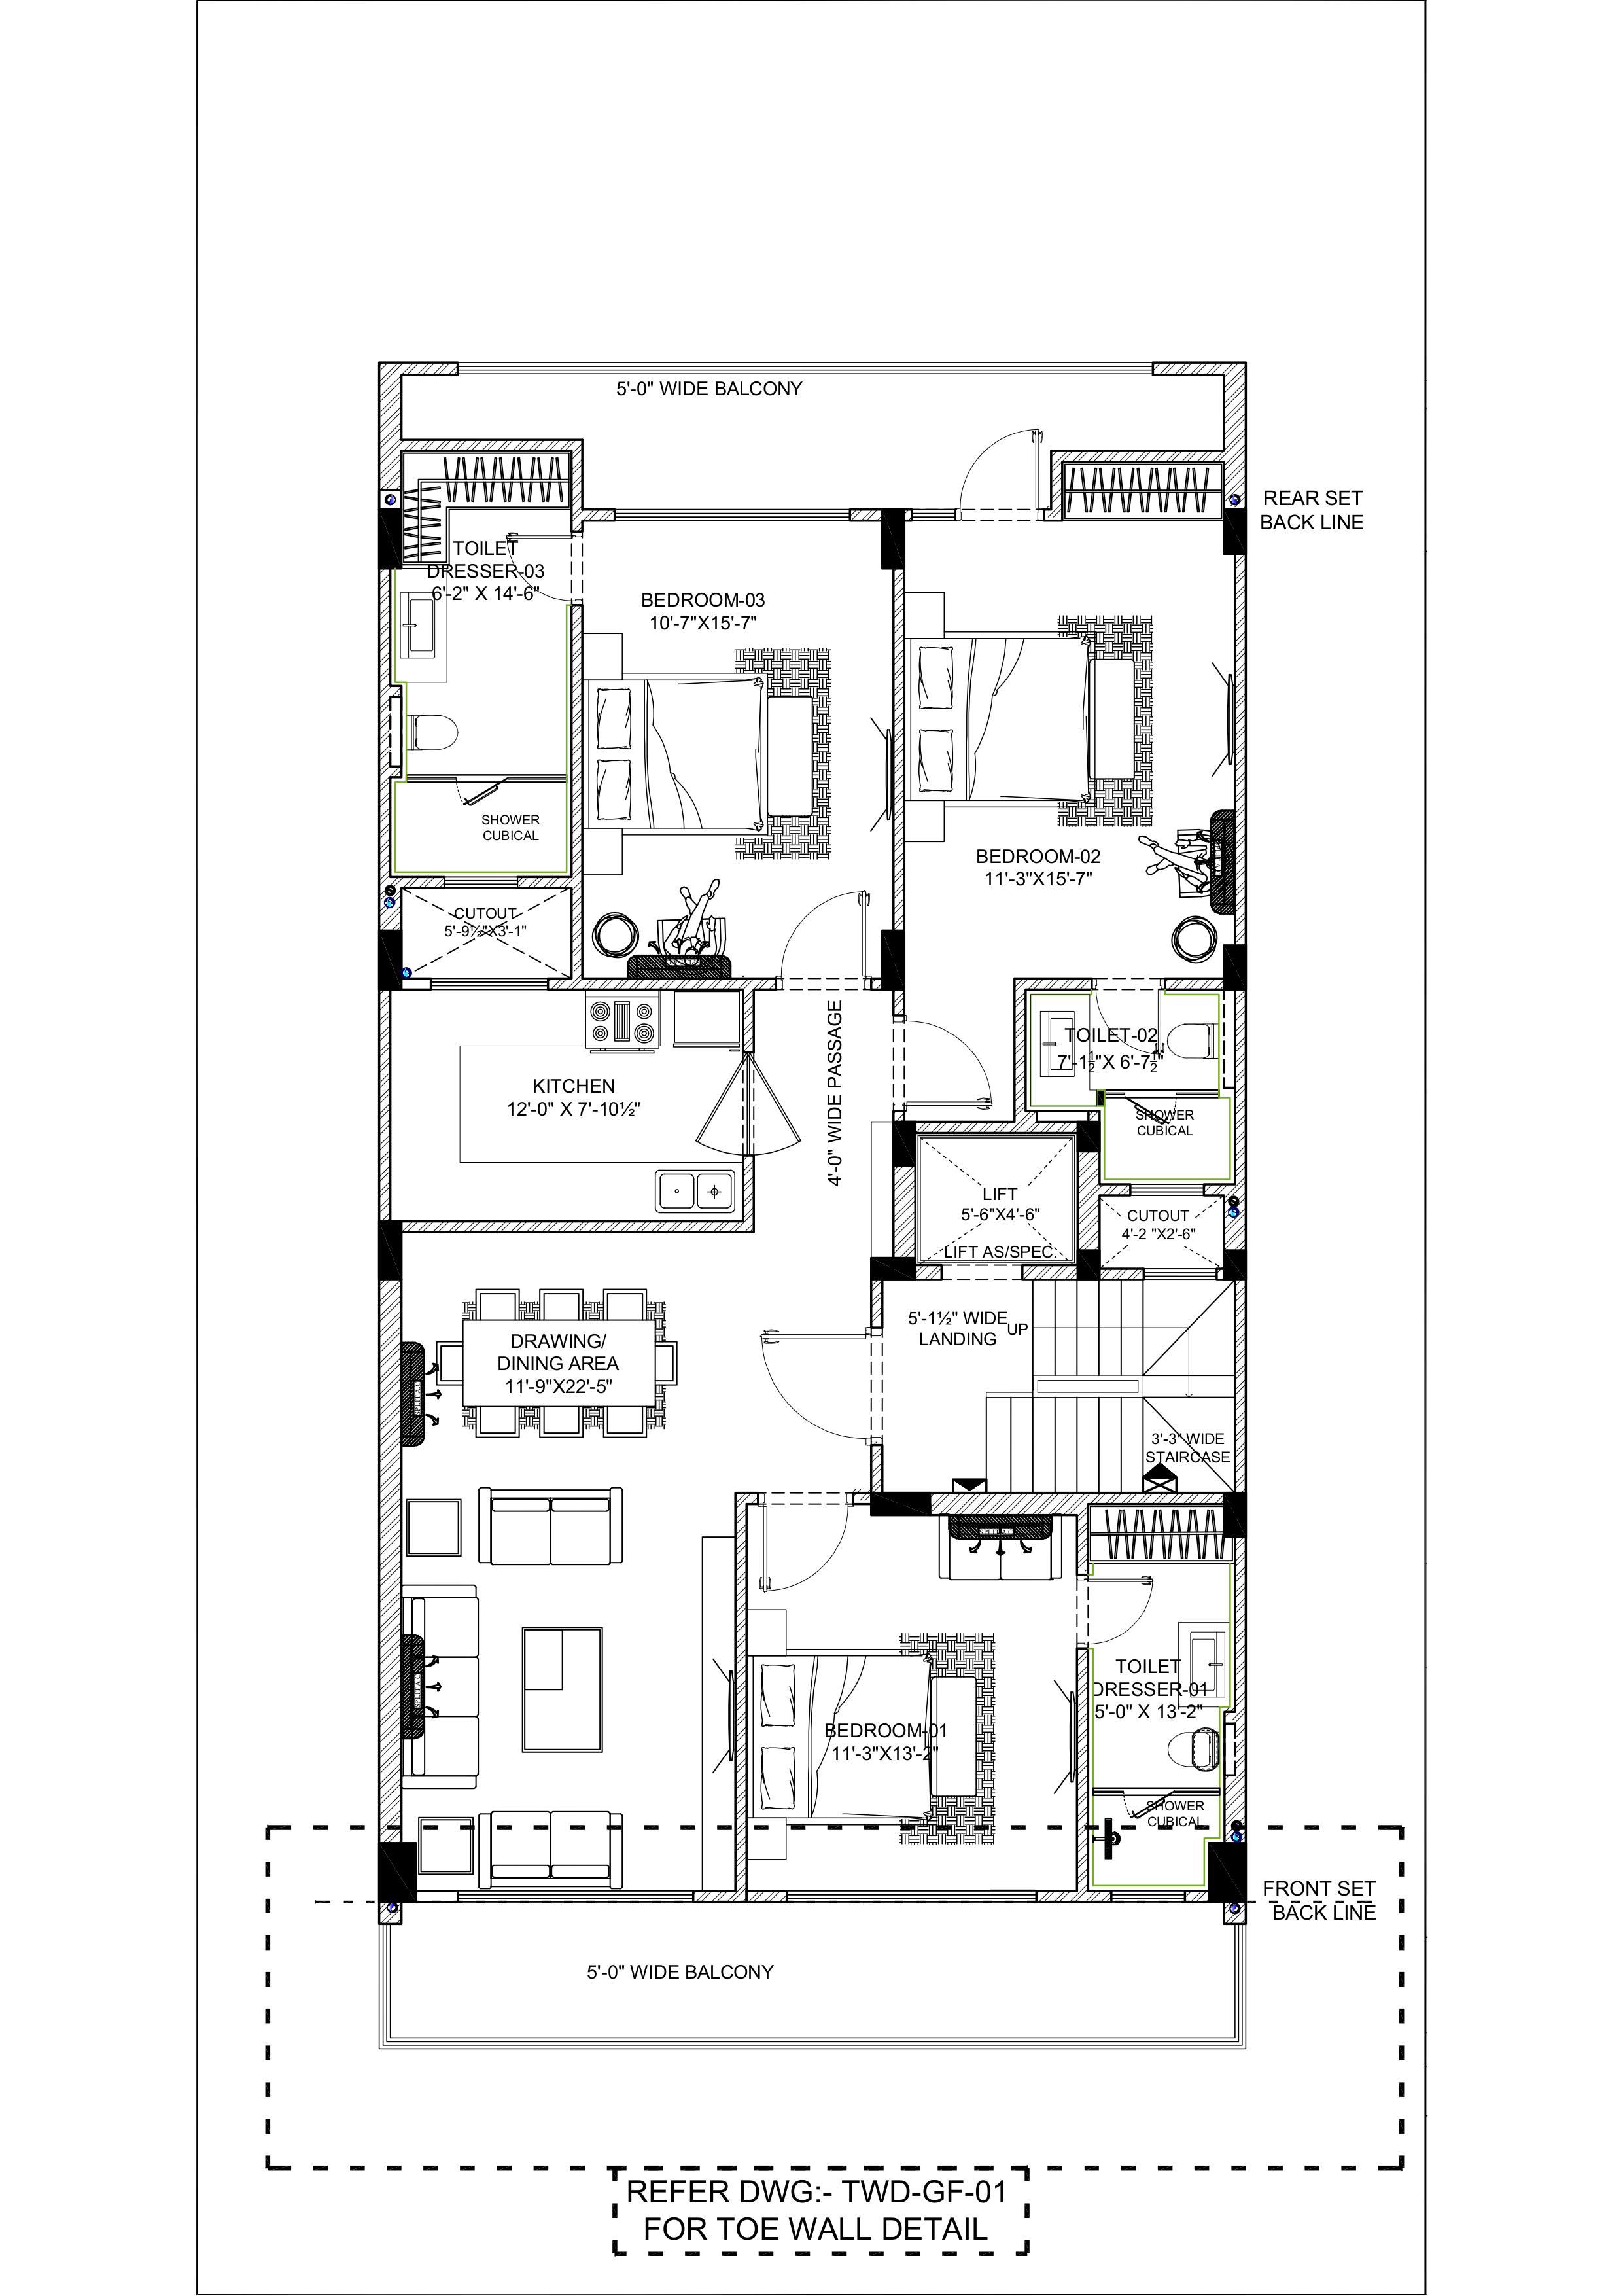 5'-0" WIDE BALCONY
REAR SET
BACK LINE
TOILET
DRESSER-03
6'-2" X 14'-6"
BEDROOM-03
10'-7"X15'-7"
SHOWER
CUBICAL
BEDROOM-02
11'-3"X15'-7"
CUTOUT
5'-9½"X3'-1"
4'-0" WIDE PASSAGE
TOILET-02
7'-1½"X 6'-7½"
KITCHEN
12'-0" X 7'-10½"
SHOWER
CUBICAL
LIFT
5'-6"X4'-6"
LIFT AS/SPEC.
CUTOUT
4'-2 "X2'-6"
5'-1½" WIDE
LANDING
UP
DRAWING/
DINING AREA
11'-9"X22'-5"
SPLIT A.C
3'-3" WIDE
STAIRCASE
SPLIT A.C
SPLIT A.C
TOILET
DRESSER-01
5'-0" X 13'-2"
BEDROOM-01
11'-3"X13'-2"
SHOWER
CUBICAL
FRONT SET
BACK LINE
5'-0" WIDE BALCONY
REFER DWG:- TWD-GF-01
FOR TOE WALL DETAIL